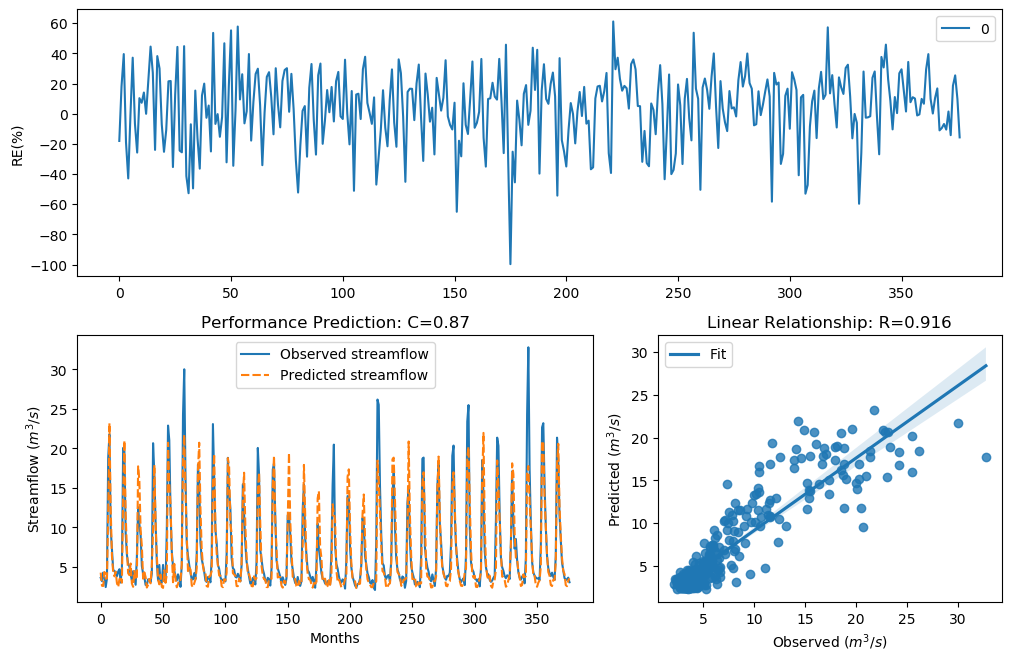 60
40
20
0
−20
−40
−60
−80
−100
RE(%)
0
0 50 100 150 200 250 300 350
Performance Prediction: C=0.87
Observed streamflow
Predicted streamflow
30
25
20
15
10
5
Streamflow (m³/s)
0 50 100 150 200 250 300 350
Months
Linear Relationship: R=0.916
Fit
30
25
20
15
10
5
Predicted (m³/s)
5 10 15 20 25 30
Observed (m³/s)